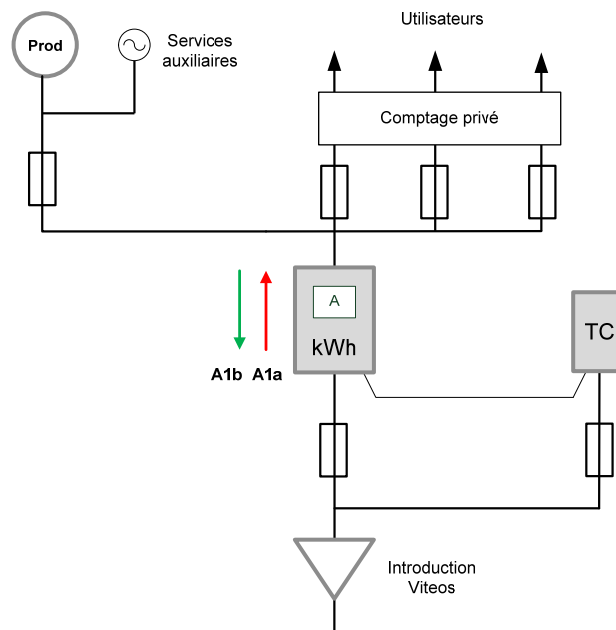 Prod
Services
auxiliaires
Utilisateurs
Comptage privé
A
kWh
TC
A1b A1a
Introduction
Viteos